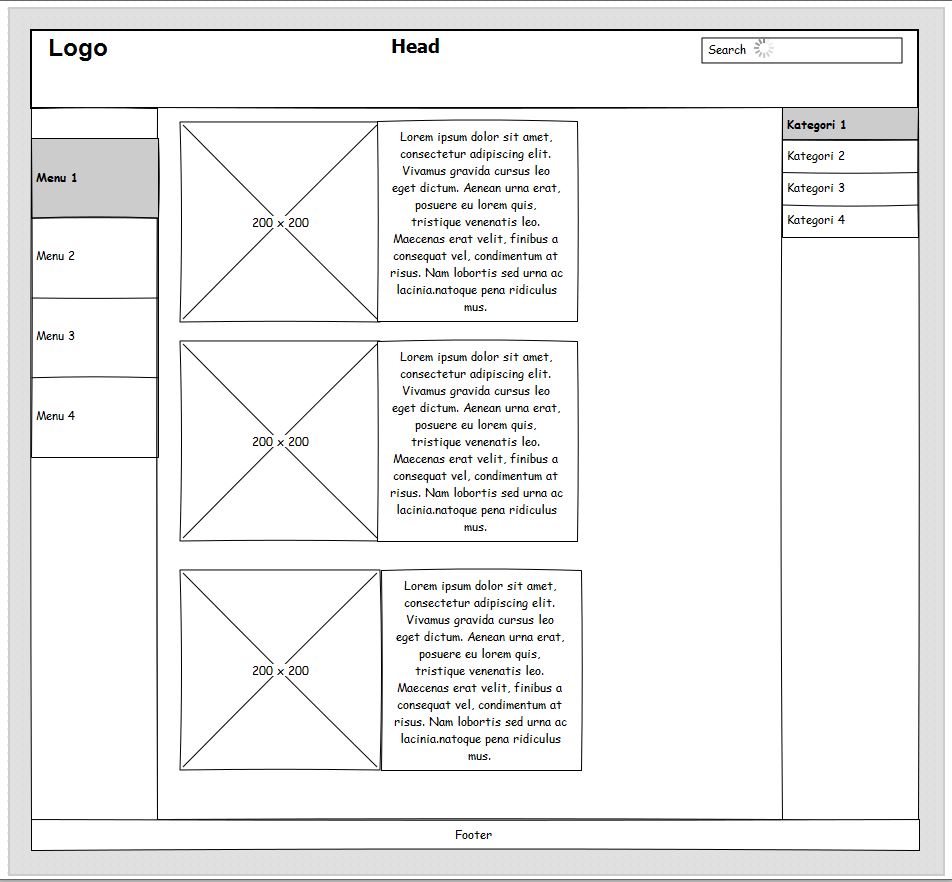 Logo
Head
Search
Menu 1
Menu 2
Menu 3
Menu 4
200 x 200
Lorem ipsum dolor sit amet,
consectetur adipiscing elit.
Vivamus gravida cursus leo
eget dictum. Aenean urna erat,
posuere eu lorem quis,
tristique venenatis leo.
Maecenas erat velit, finibus a
consequat vel, condimentum at
risus. Nam lobortis sed urna ac
lacinia.natoque pena ridiculus
mus.
200 x 200
Lorem ipsum dolor sit amet,
consectetur adipiscing elit.
Vivamus gravida cursus leo
eget dictum. Aenean urna erat,
posuere eu lorem quis,
tristique venenatis leo.
Maecenas erat velit, finibus a
consequat vel, condimentum at
risus. Nam lobortis sed urna ac
lacinia.natoque pena ridiculus
mus.
200 x 200
Lorem ipsum dolor sit amet,
consectetur adipiscing elit.
Vivamus gravida cursus leo
eget dictum. Aenean urna erat,
posuere eu lorem quis,
tristique venenatis leo.
Maecenas erat velit, finibus a
consequat vel, condimentum at
risus. Nam lobortis sed urna ac
lacinia.natoque pena ridiculus
mus.
Kategori 1
Kategori 2
Kategori 3
Kategori 4
Footer